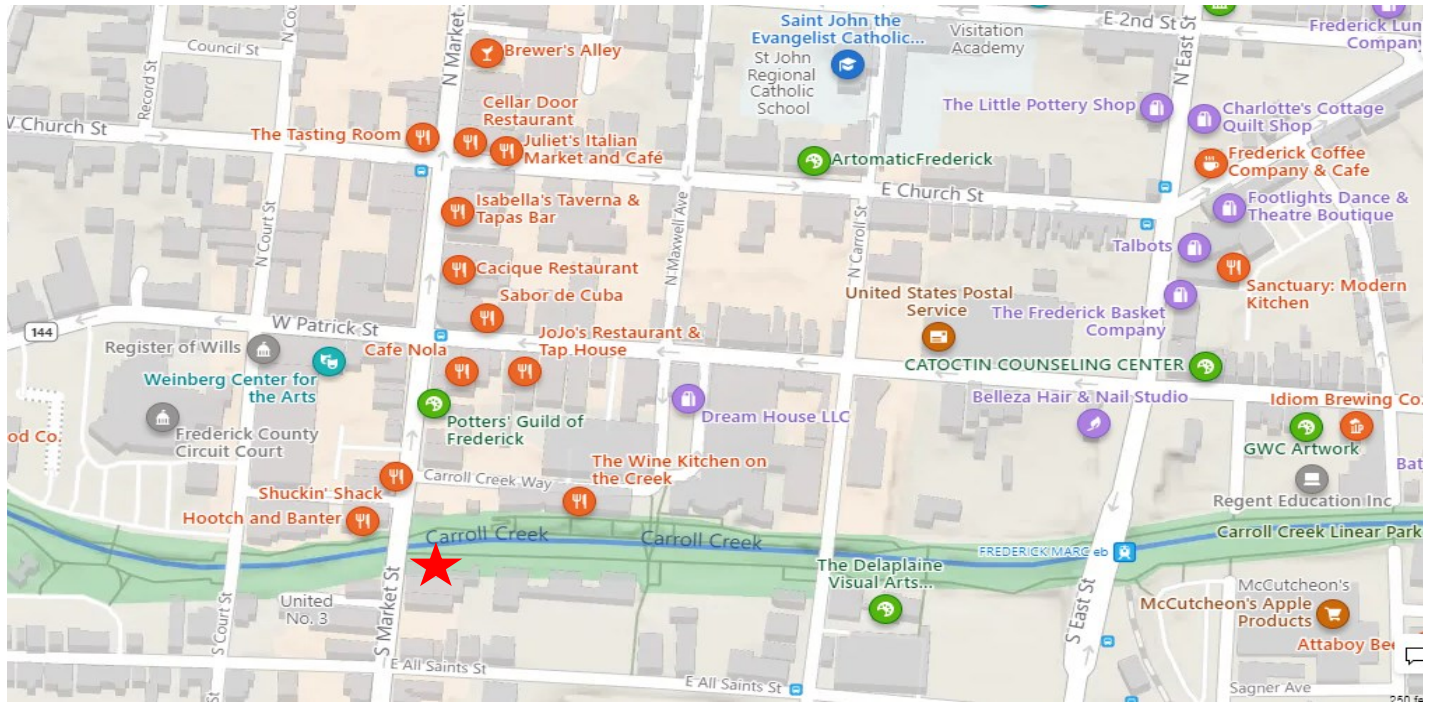 Council St
N Cou
Record St
N Market
Brewer's Alley
Saint John the
Evangelist Catholic...
St John
Regional
Catholic
School
Visitation
Academy
E 2nd St
N East St
Frederick Lum
Company
W Church St
The Tasting Room
Cellar Door
Restaurant
Juliet's Italian
Market and Café
The Little Pottery Shop
Charlotte's Cottage
Quilt Shop
ArtomaticFrederick
Frederick Coffee
Company & Cafe
E Church St
Isabella's Taverna &
Tapas Bar
Footlights Dance &
Theatre Boutique
N Court St
N Maxwell Ave
N Carroll St
Talbots
Cacique Restaurant
Sabor de Cuba
United States Postal
Service
Sanctuary: Modern
Kitchen
The Frederick Basket
Company
144
W Patrick St
Register of Wills
Cafe Nola
JoJo's Restaurant &
Tap House
CATOCTIN COUNSELING CENTER
Weinberg Center for
the Arts
Potters' Guild of
Frederick
Dream House LLC
Belleza Hair & Nail Studio
Idiom Brewing Co.
od Co.
Frederick County
Circuit Court
GWC Artwork
Bat
The Wine Kitchen on
the Creek
Carroll Creek Way
Shuckin' Shack
Regent Education Inc
Hootch and Banter
Carroll Creek
Carroll Creek
Carroll Creek Linear Park
FREDERICK MARC eb
The Delaplaine
Visual Arts...
S Court St
United
No. 3
S Market St
S East St
McCutcheon's
McCutcheon's Apple
Products
Attaboy Bee
E All Saints St
E All Saints St
Sagner Ave
250 fe